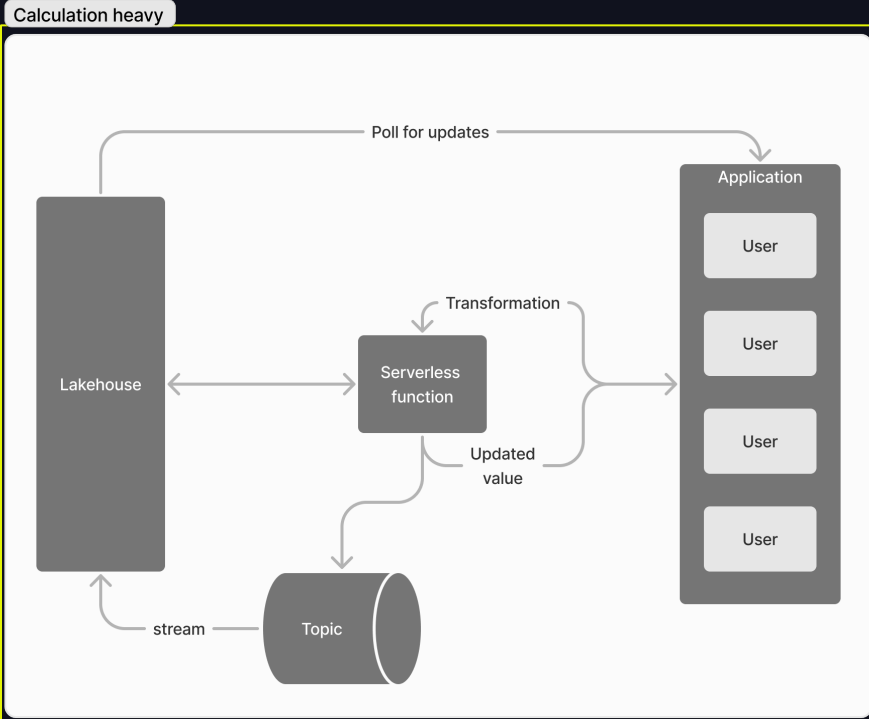 Calculation heavy
Poll for updates
Application
User
Transformation
User
Serverless
function
Lakehouse
User
Updated
value
User
stream
Topic